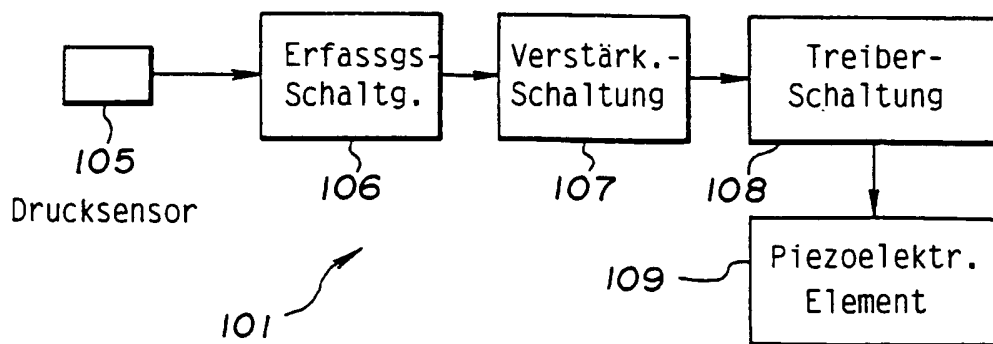 Erfassgs-
Schaltg.
Verstärk.-
Schaltung
Treiber-
Schaltung
105
106
107
108
Drucksensor
109
Piezoelektr.
Element
101